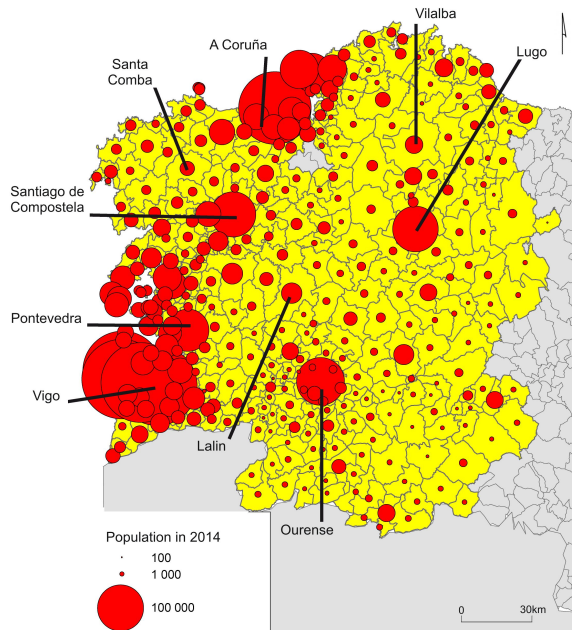 Vilalba
A Coruña
Lugo
Santa
Comba
Santiago de
Compostela
Pontevedra
Vigo
Lalin
Ourense
Population in 2014
100
1 000
100 000
0 30km